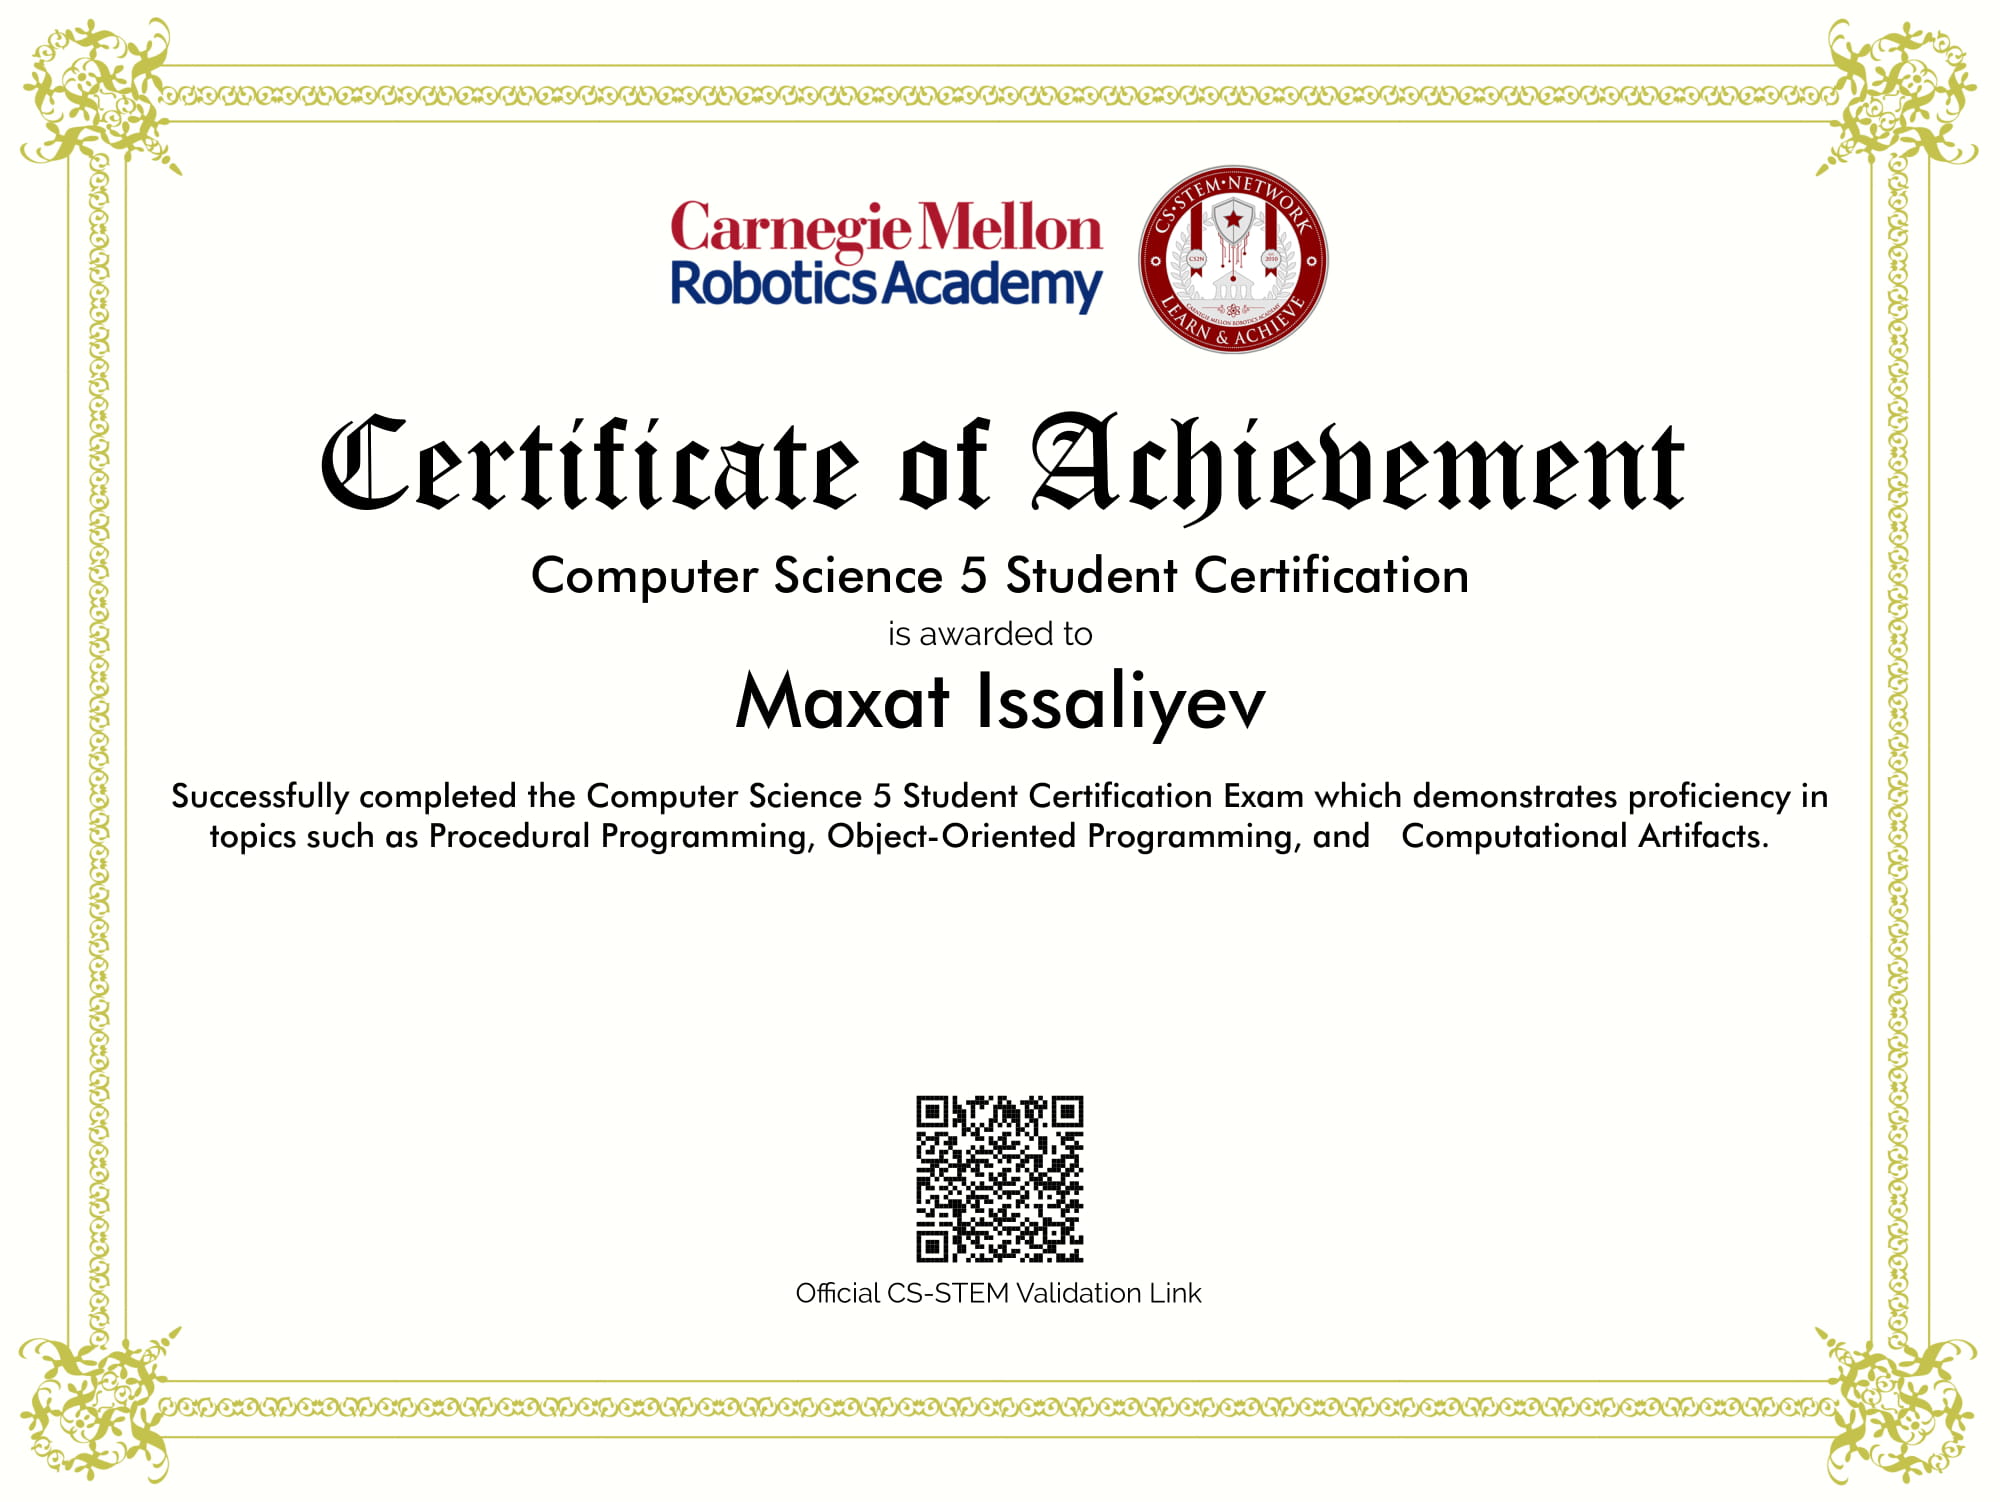 Carnegie Mellon
Robotics Academy
CS·STEM·NETWORK
CS2N
2010
CARNEGIE MELLON ROBOTICS ACADEMY
LEARN & ACHIEVE
Certificate of Achievement
Computer Science 5 Student Certification
is awarded to
Maxat Issaliyev
Successfully completed the Computer Science 5 Student Certification Exam which demonstrates proficiency in
topics such as Procedural Programming, Object-Oriented Programming, and   Computational Artifacts.
Official CS-STEM Validation Link